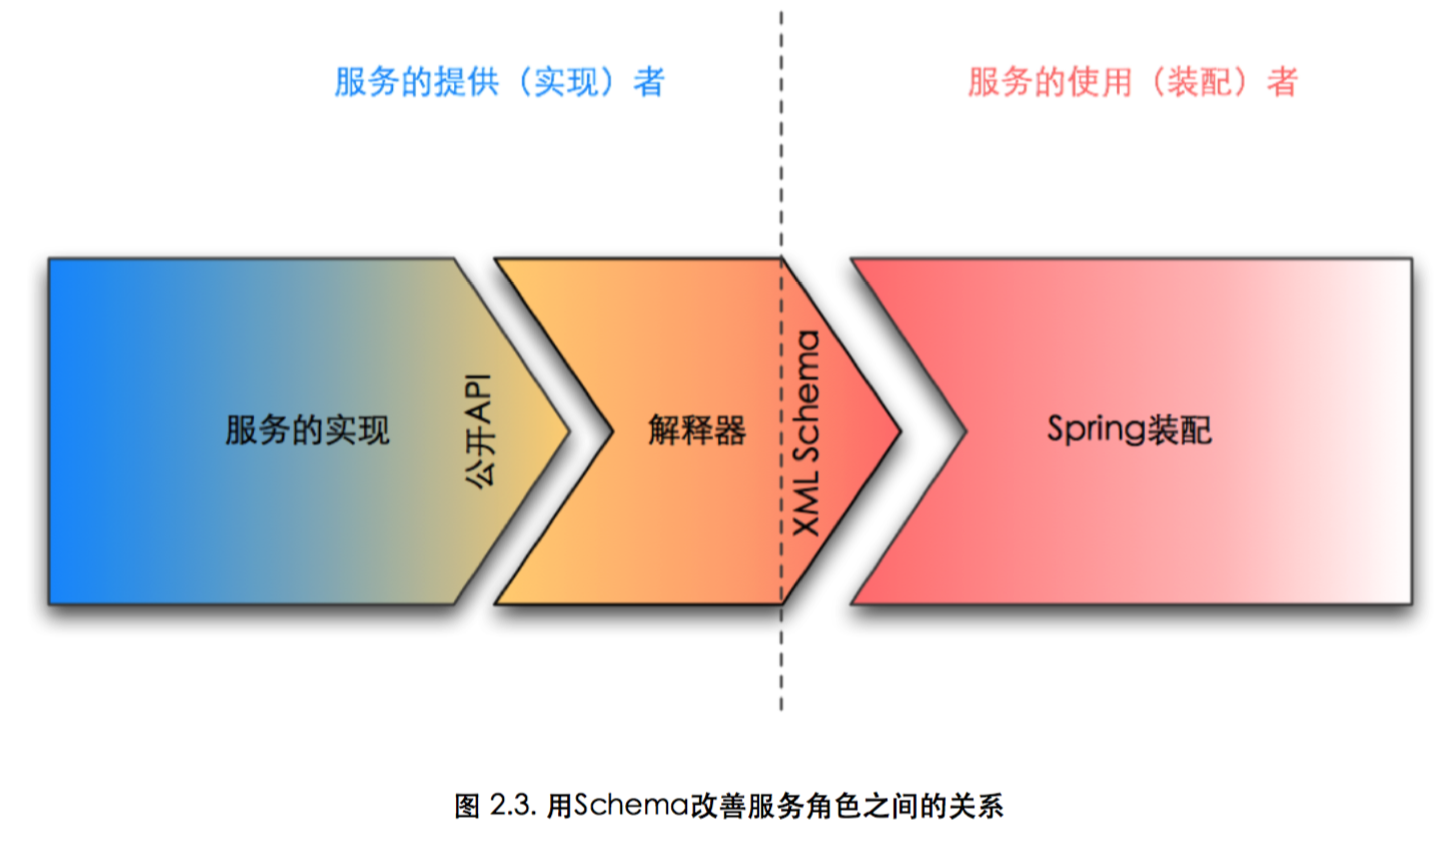 服务的提供（实现）者
服务的使用（装配）者
服务的实现
公开API
解释器
XML Schema
Spring装配
图 2.3. 用Schema改善服务角色之间的关系